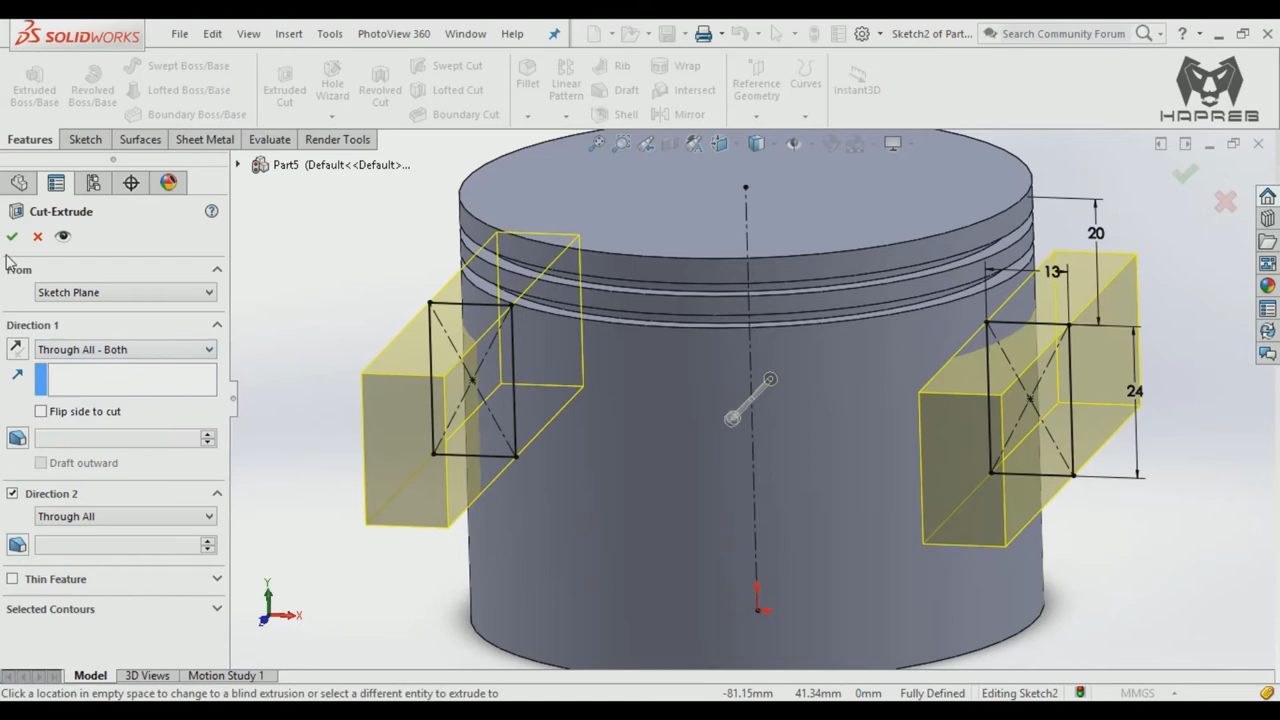 SOLIDWORKS
File Edit View Insert Tools PhotoView 360 Window Help
Sketch2 of Part...
Search Community Forum
Extruded Boss/Base
Revolved Boss/Base
Swept Boss/Base
Lofted Boss/Base
Boundary Boss/Base
Extruded Cut
Hole Wizard
Revolved Cut
Swept Cut
Lofted Cut
Boundary Cut
Fillet
Linear Pattern
Rib
Draft
Shell
Wrap
Intersect
Mirror
Reference Geometry
Curves
Instant3D
HAPREB
Features Sketch Surfaces Sheet Metal Evaluate Render Tools
Part5 (Default<<Default>...
Cut-Extrude
From
Sketch Plane
Direction 1
Through All - Both
Flip side to cut
Draft outward
Direction 2
Through All
Thin Feature
Selected Contours
20
13
24
Y
X
Z
Model 3D Views Motion Study 1
Click a location in empty space to change to a blind extrusion or select a different entity to extrude to
-81.15mm 41.34mm 0mm Fully Defined Editing Sketch2 MMGS